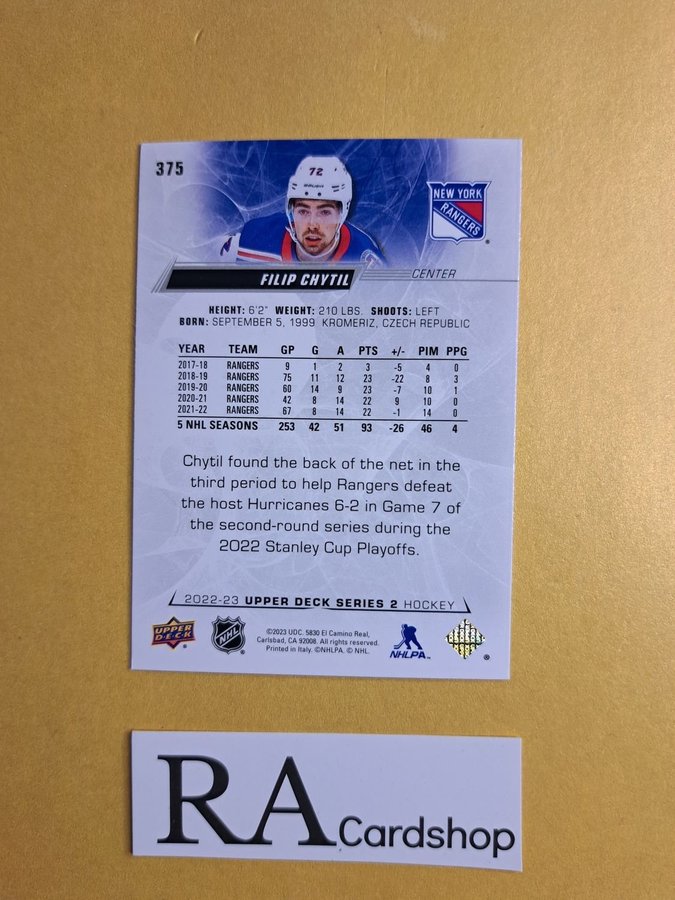 375
72
BAUER
NEW YORK
RANGERS
FILIP CHYTIL
CENTER
HEIGHT: 6'2" WEIGHT: 210 LBS. SHOOTS: LEFT
BORN: SEPTEMBER 5, 1999 KROMERIZ, CZECH REPUBLIC
YEAR TEAM GP G A PTS +/- PIM PPG
2017-18 RANGERS 9 1 2 3 -5 4 0
2018-19 RANGERS 75 11 12 23 -22 8 3
2019-20 RANGERS 60 14 9 23 -7 10 1
2020-21 RANGERS 42 8 14 22 9 10 0
2021-22 RANGERS 67 8 14 22 -1 14 0
5 NHL SEASONS 253 42 51 93 -26 46 4
Chytil found the back of the net in the
third period to help Rangers defeat
the host Hurricanes 6-2 in Game 7 of
the second-round series during the
2022 Stanley Cup Playoffs.
2022-23 UPPER DECK SERIES 2 HOCKEY
UPPER DECK
NHL
©2023 UDC. 5830 El Camino Real,
Carlsbad, CA 92008. All rights reserved.
Printed in Italy. ©NHLPA. © NHL.
NHLPA
RA Cardshop